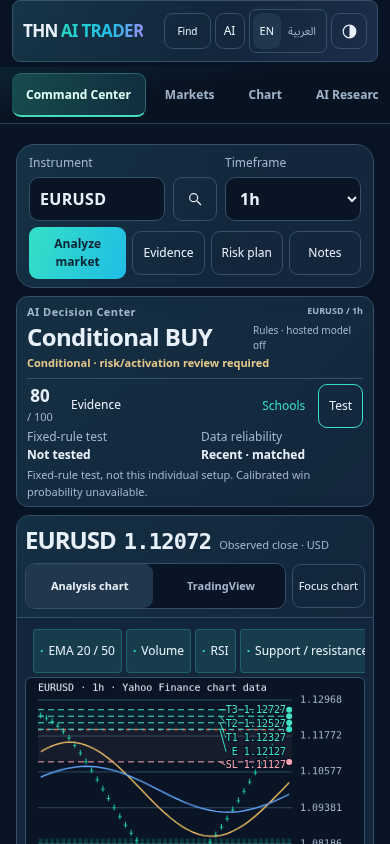 THN AI TRADER
Find
AI
EN
العربية
Command Center
Markets
Chart
AI Researc
Instrument
Timeframe
EURUSD
1h
Analyze market
Evidence
Risk plan
Notes
AI Decision Center
EURUSD / 1h
Conditional BUY
Rules · hosted model off
Conditional · risk/activation review required
80
/ 100
Evidence
Schools
Test
Fixed-rule test
Data reliability
Not tested
Recent · matched
Fixed-rule test, not this individual setup. Calibrated win
probability unavailable.
EURUSD 1.12072 Observed close · USD
Analysis chart
TradingView
Focus chart
· EMA 20 / 50
· Volume
· RSI
· Support / resistance
EURUSD · 1h · Yahoo Finance chart data
1.12968
T3 1.12727
T2 1.12527
1.11772
T1 1.12327
E 1.12127
SL 1.11127
1.10577
1.09381
1.08186